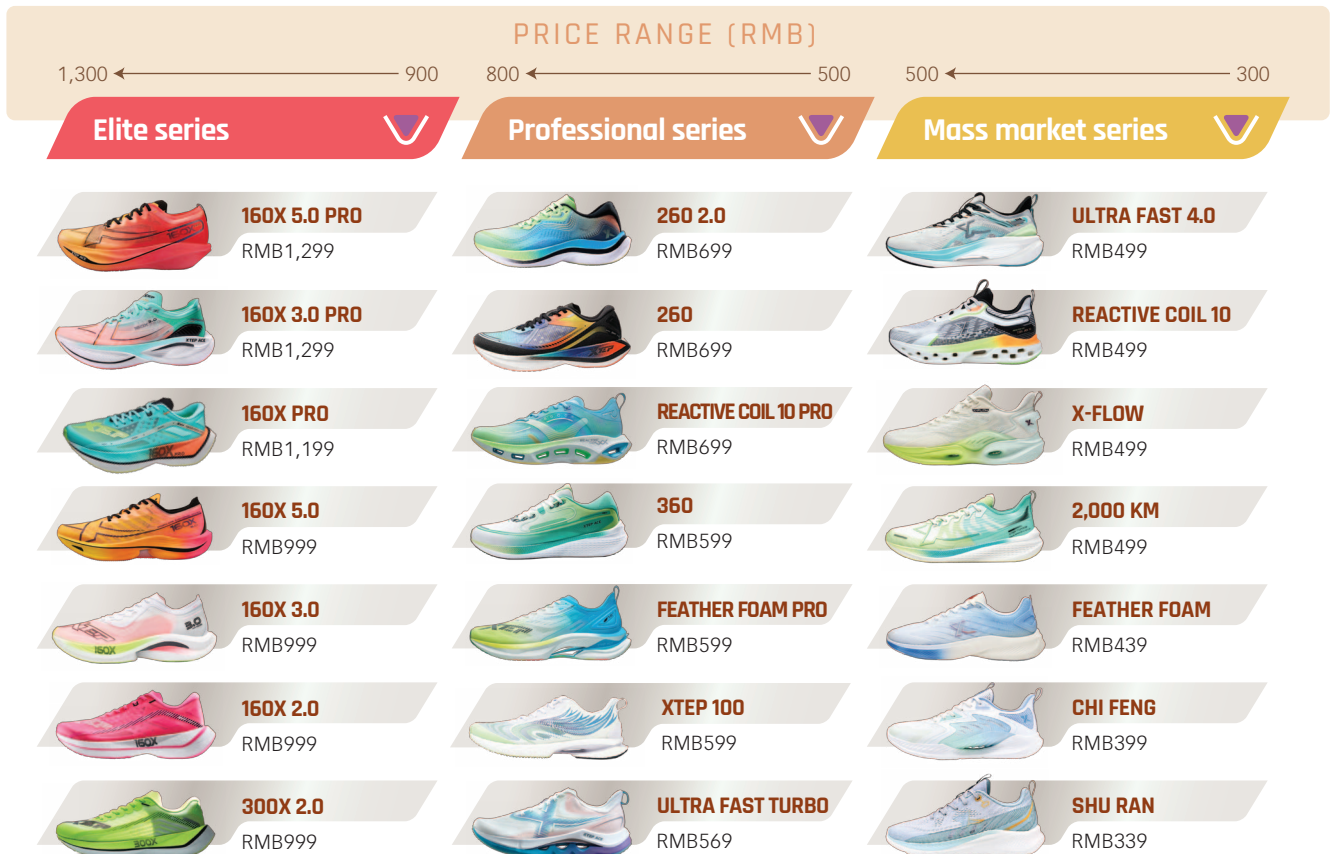 PRICE RANGE (RMB)
1,300 900
800 500
500 300
Elite series
Professional series
Mass market series
160X 5.0 PRO
RMB1,299
260 2.0
RMB699
ULTRA FAST 4.0
RMB499
160X 3.0 PRO
RMB1,299
260
RMB699
REACTIVE COIL 10
RMB499
160X PRO
RMB1,199
REACTIVE COIL 10 PRO
RMB699
X-FLOW
RMB499
160X 5.0
RMB999
360
RMB599
2,000 KM
RMB499
160X 3.0
RMB999
FEATHER FOAM PRO
RMB599
FEATHER FOAM
RMB439
160X 2.0
RMB999
XTEP 100
RMB599
CHI FENG
RMB399
300X 2.0
RMB999
ULTRA FAST TURBO
RMB569
SHU RAN
RMB339